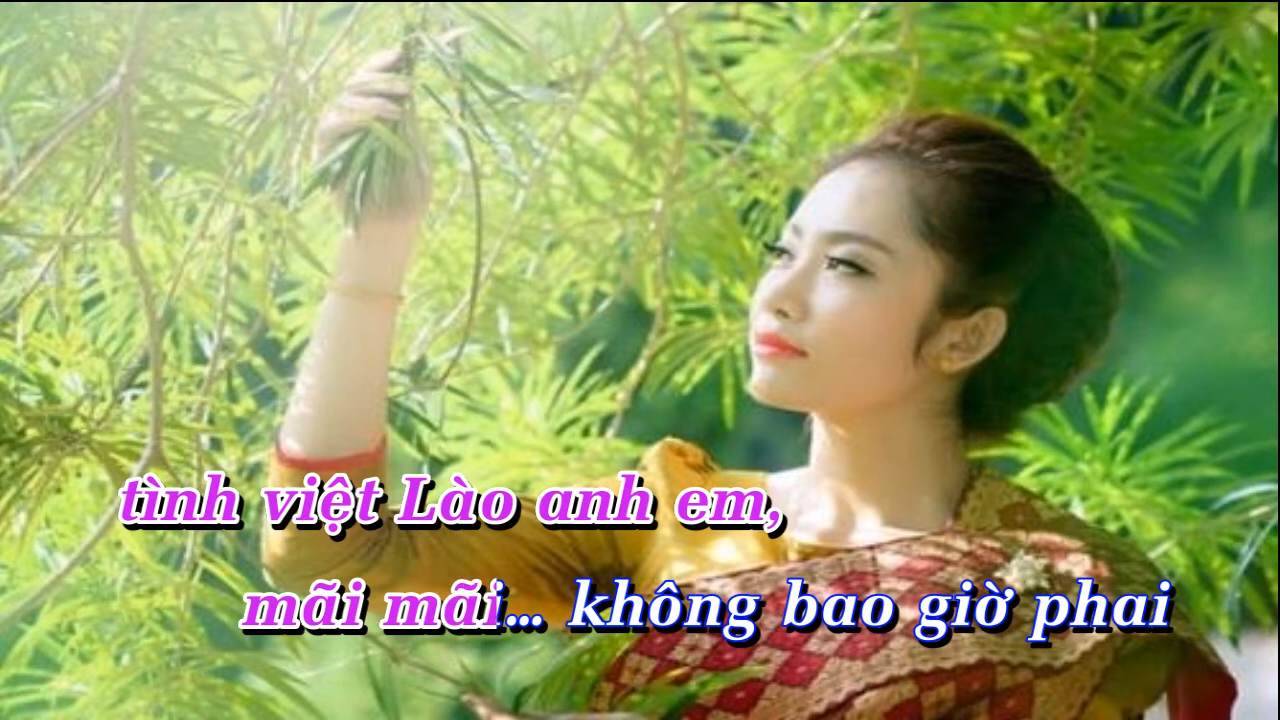 tình việt Lào anh em,
mãi mãi... không bao giờ phai